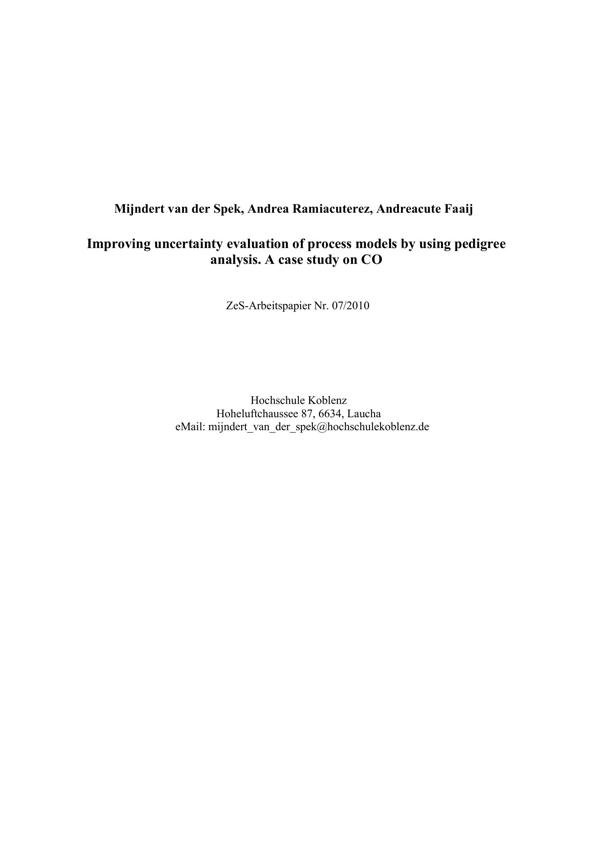 Mijndert van der Spek, Andrea Ramiacuterez, Andreacute Faaij
Improving uncertainty evaluation of process models by using pedigree
analysis. A case study on CO
ZeS-Arbeitspapier Nr. 07/2010
Hochschule Koblenz
Hoheluftchaussee 87, 6634, Laucha
eMail: mijndert_van_der_spek@hochschulekoblenz.de